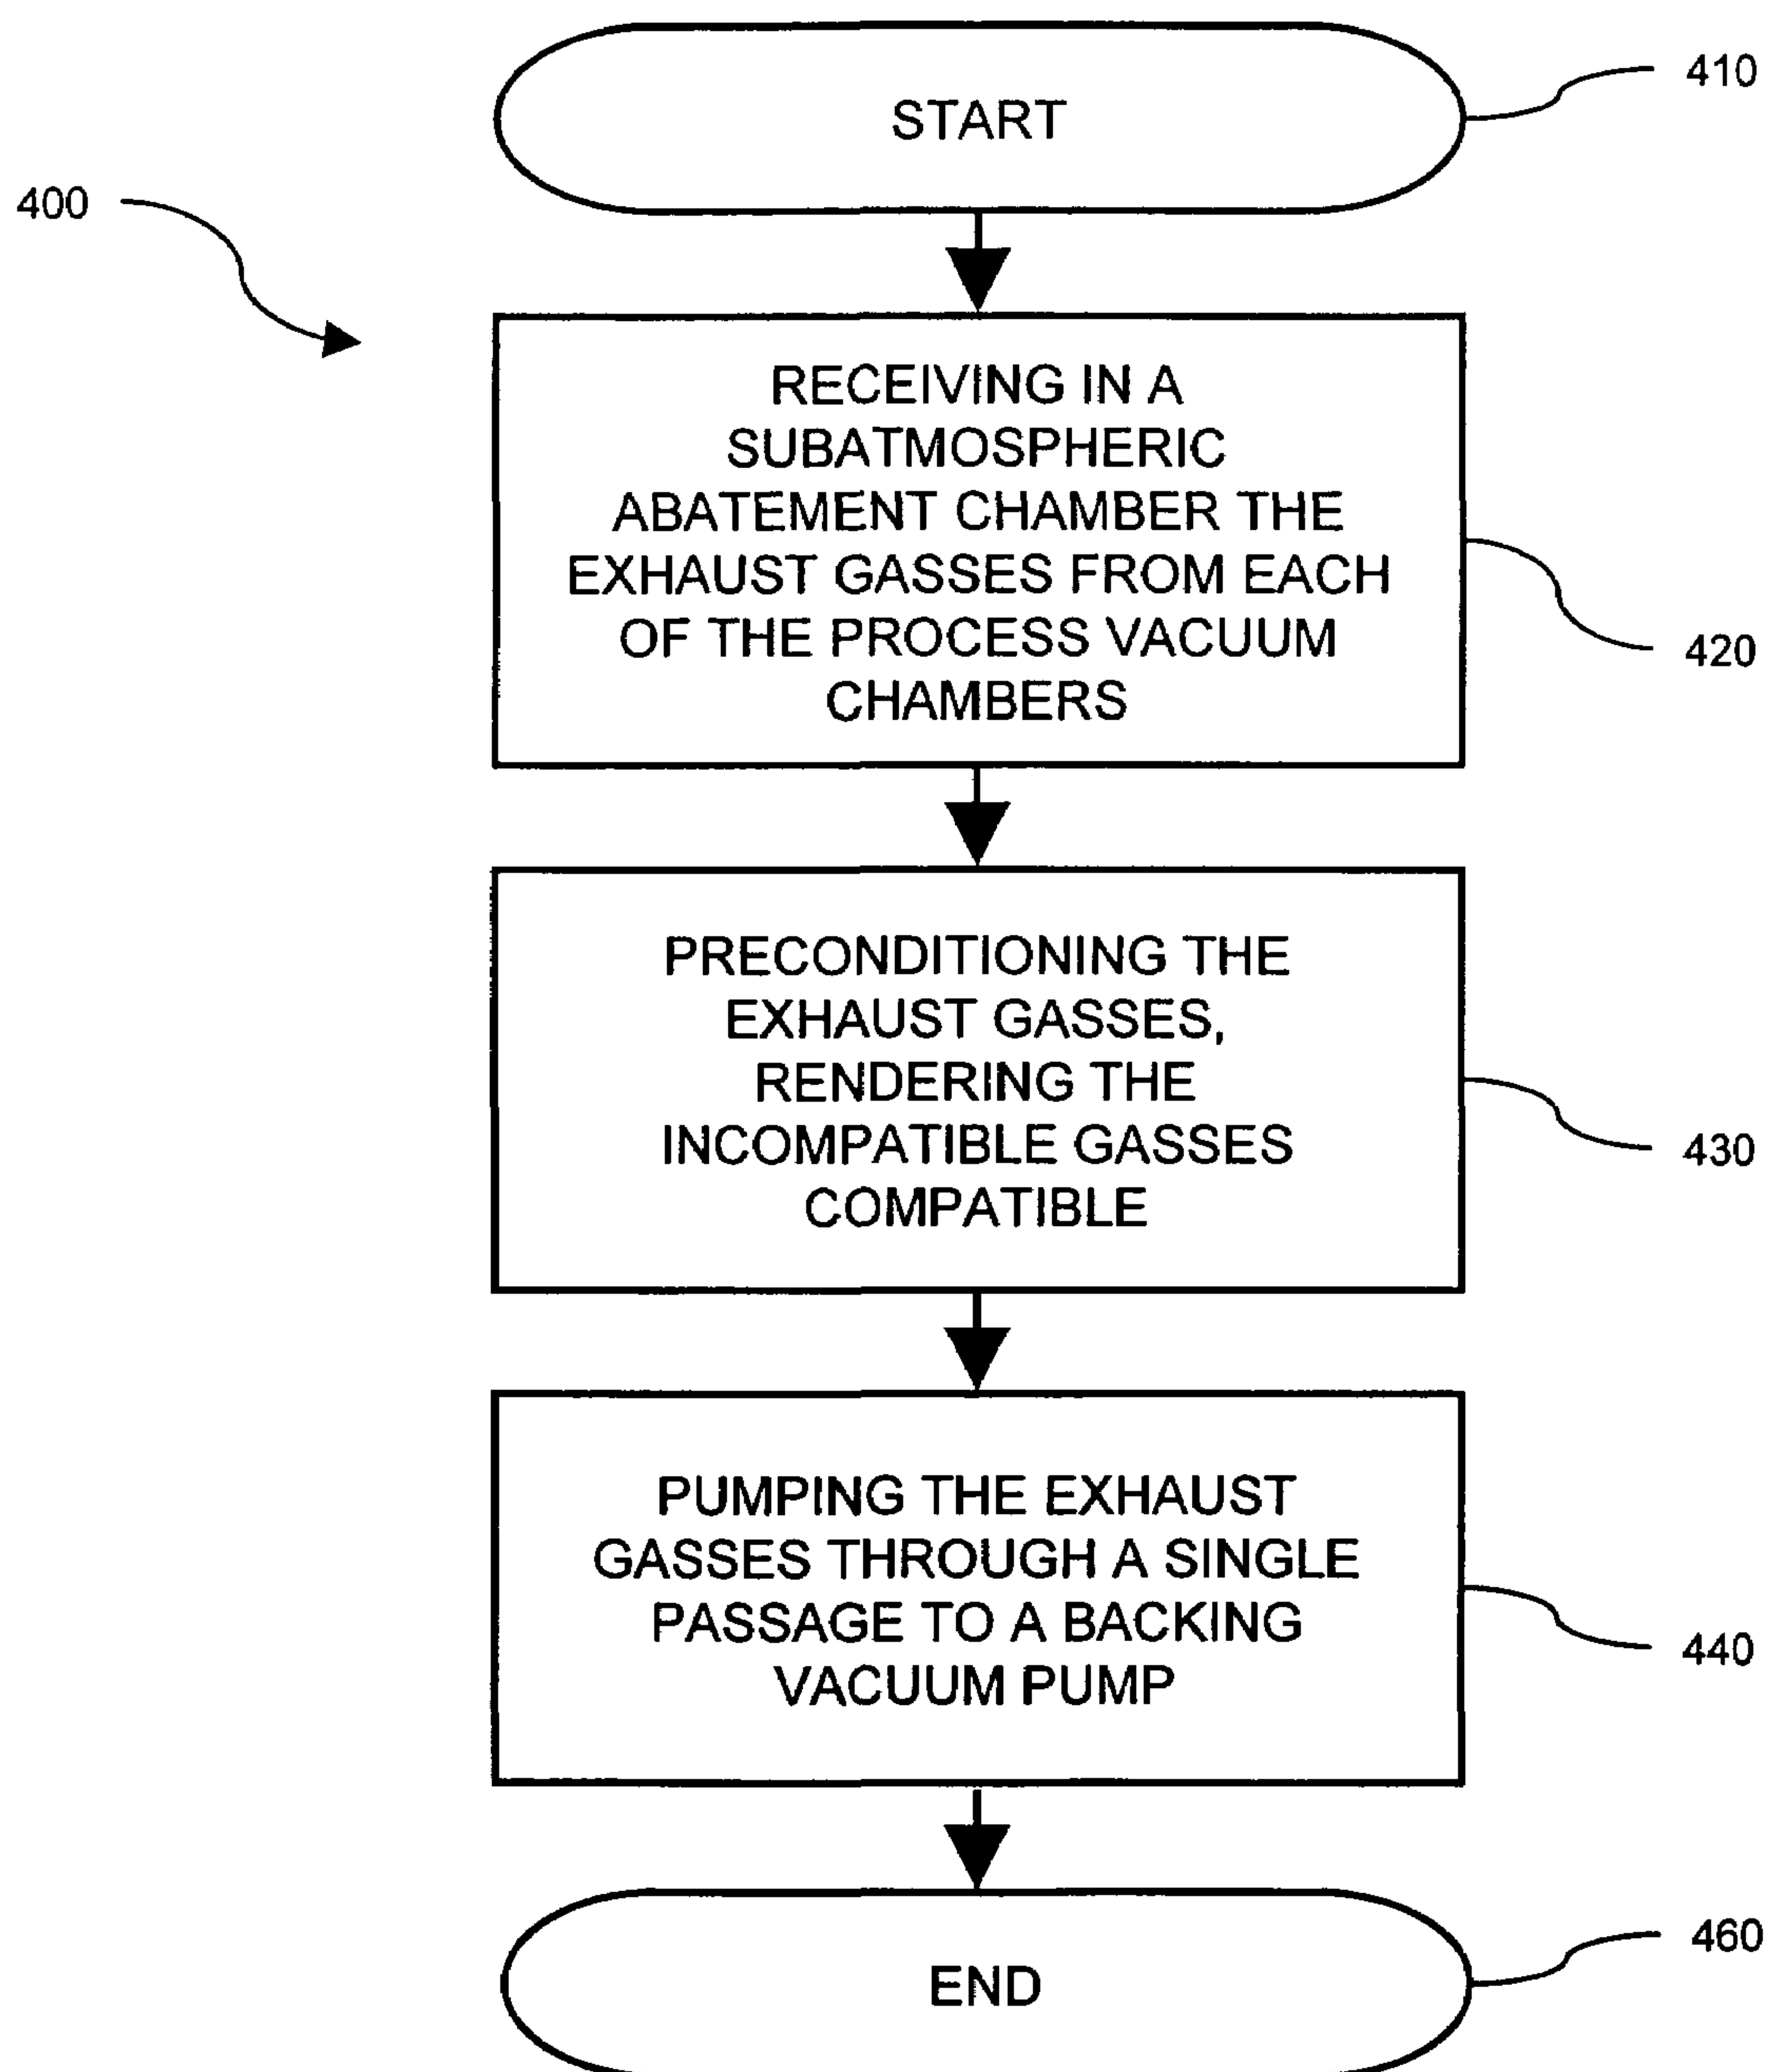 START
410
400
RECEIVING IN A
SUBATMOSPHERIC
ABATEMENT CHAMBER THE
EXHAUST GASSES FROM EACH
OF THE PROCESS VACUUM
CHAMBERS
420
PRECONDITIONING THE
EXHAUST GASSES,
RENDERING THE
INCOMPATIBLE GASSES
COMPATIBLE
430
PUMPING THE EXHAUST
GASSES THROUGH A SINGLE
PASSAGE TO A BACKING
VACUUM PUMP
440
END
460